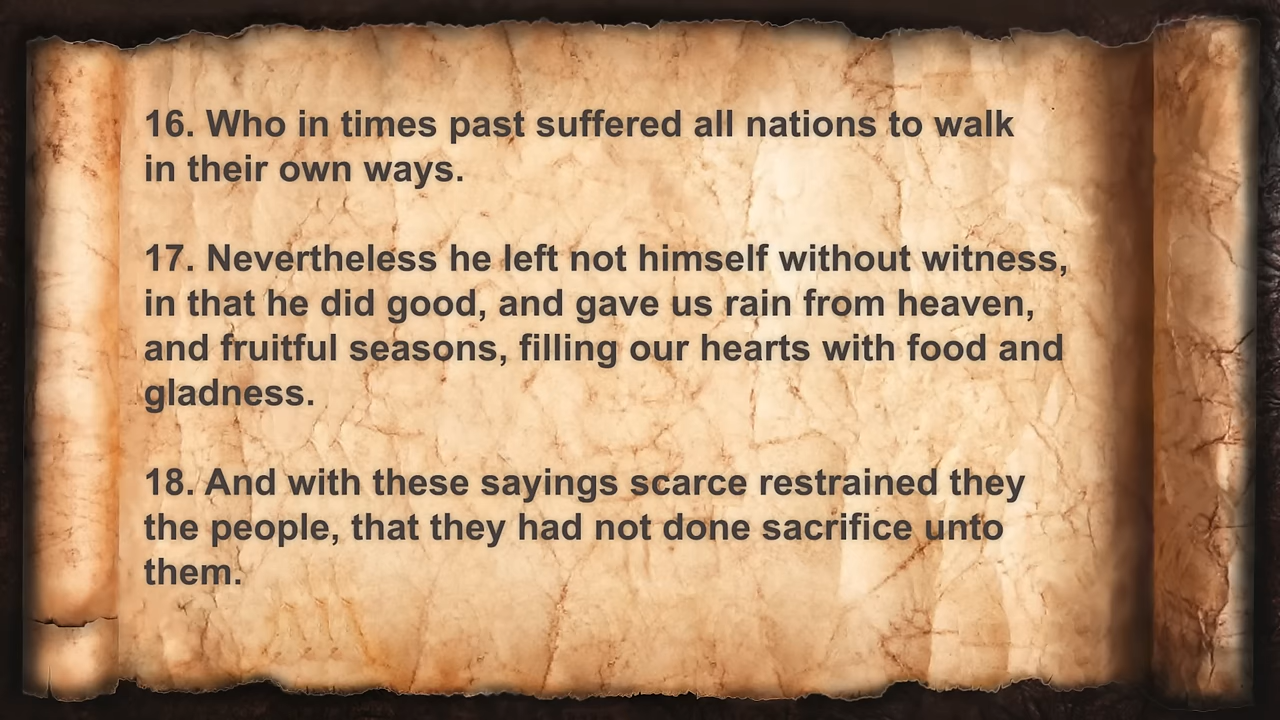 16. Who in times past suffered all nations to walk
in their own ways.
17. Nevertheless he left not himself without witness,
in that he did good, and gave us rain from heaven,
and fruitful seasons, filling our hearts with food and
gladness.
18. And with these sayings scarce restrained they
the people, that they had not done sacrifice unto
them.